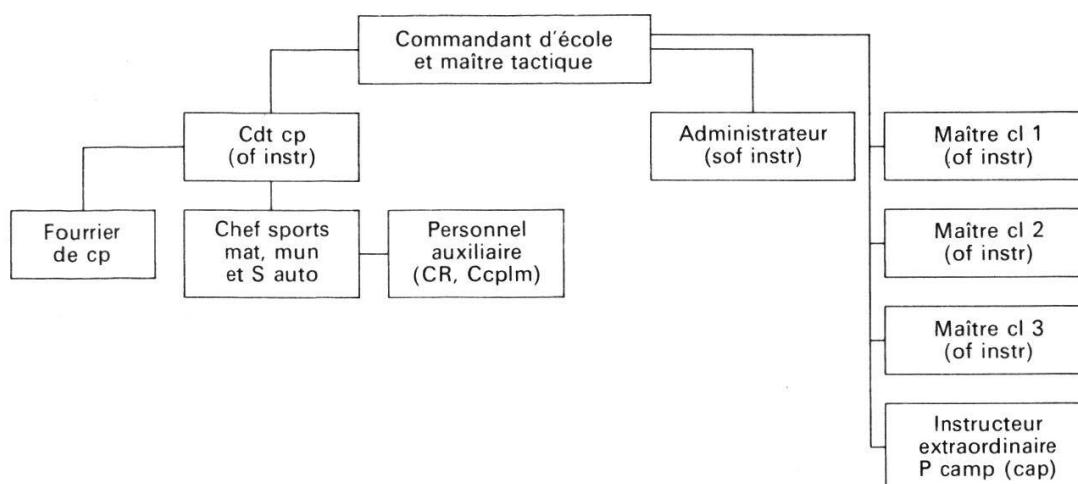 Commandant d'école
et maître tactique
Cdt cp
(of instr)
Administrateur
(sof instr)
Maître cl 1
(of instr)
Fourrier
de cp
Chef sports
mat, mun
et S auto
Personnel
auxiliaire
(CR, Ccplm)
Maître cl 2
(of instr)
Maître cl 3
(of instr)
Instructeur
extraordinaire
P camp (cap)